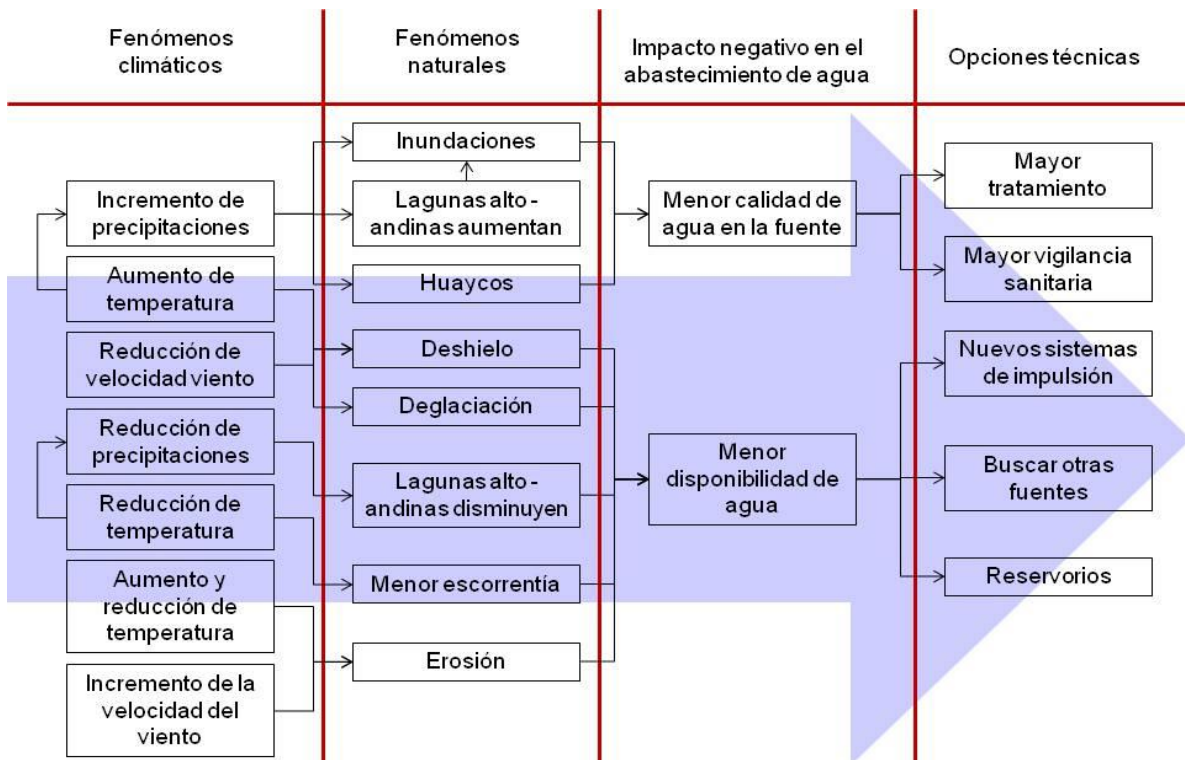 Fenómenos
climáticos
Fenómenos
naturales
Impacto negativo en el
abastecimiento de agua
Opciones técnicas
Incremento de
precipitaciones
Aumento de
temperatura
Reducción de
velocidad viento
Reducción de
precipitaciones
Reducción de
temperatura
Aumento y
reducción de
temperatura
Incremento de la
velocidad del
viento
Inundaciones
Lagunas alto -
andinas aumentan
Huaycos
Deshielo
Deglaciación
Lagunas alto -
andinas disminuyen
Menor escorrentía
Erosión
Menor calidad de
agua en la fuente
Menor
disponibilidad de
agua
Mayor
tratamiento
Mayor vigilancia
sanitaria
Nuevos sistemas
de impulsión
Buscar otras
fuentes
Reservorios